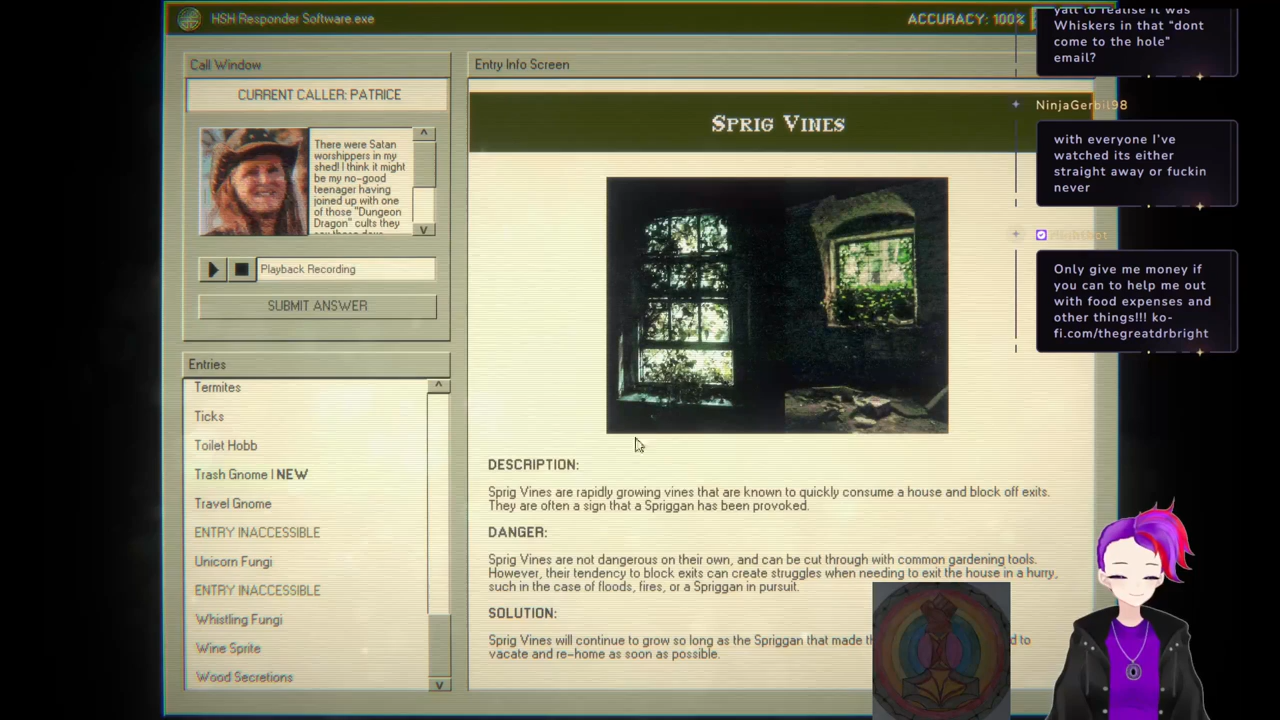 HSH Responder Software.exe
ACCURACY: 100%
Call Window
CURRENT CALLER: PATRICE
There were Satan
worshippers in my
shed! I think it might
be my no-good
teenager having
joined up with one
of those "Dungeon
Dragon" cults they
Playback Recording
SUBMIT ANSWER
Entries
Termites
Ticks
Toilet Hobb
Trash Gnome | NEW
Travel Gnome
ENTRY INACCESSIBLE
Unicorn Fungi
ENTRY INACCESSIBLE
Whistling Fungi
Wine Sprite
Wood Secretions
Entry Info Screen
Sprig Vines
DESCRIPTION:
Sprig Vines are rapidly growing vines that are known to quickly consume a house and block off exits.
They are often a sign that a Spriggan has been provoked.
DANGER:
Sprig Vines are not dangerous on their own, and can be cut through with common gardening tools.
However, their tendency to block exits can create struggles when needing to exit the house in a hurry,
such in the case of floods, fires, or a Spriggan in pursuit.
SOLUTION:
Sprig Vines will continue to grow so long as the Spriggan that made th
d to
vacate and re-home as soon as possible.
yall to realise it was
Whiskers in that "dont
come to the hole"
email?
NinjaGerbil98
with everyone I've
watched its either
straight away or fuckin
never
Only give me money if
you can to help me out
with food expenses and
other things!!! ko-
fi.com/thegreatdrbright